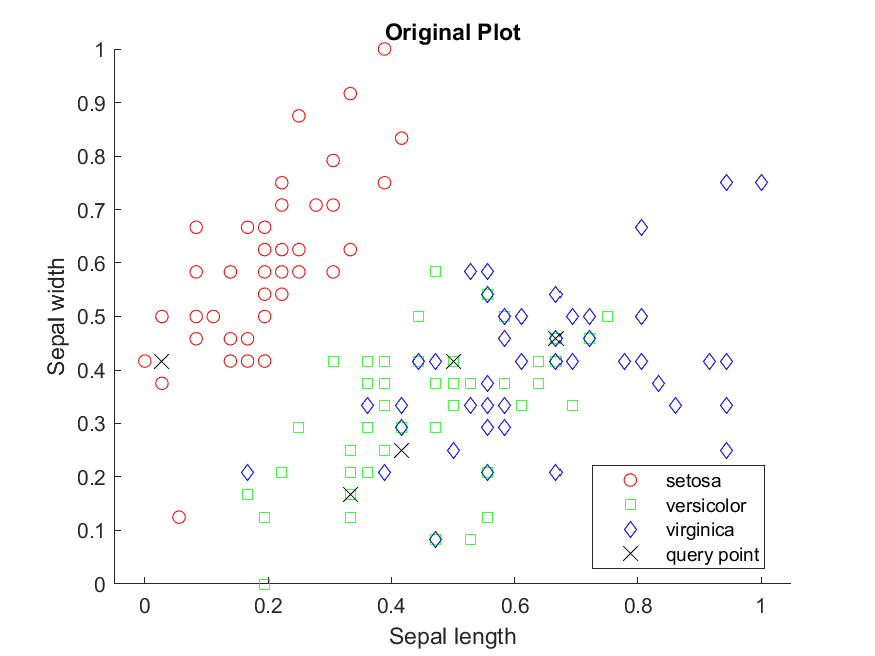 Original Plot
1
0.9
0.8
0.7
0.6
0.5
0.4
0.3
0.2
0.1
0
Sepal width
0 0.2 0.4 0.6 0.8 1
Sepal length
setosa
versicolor
virginica
query point